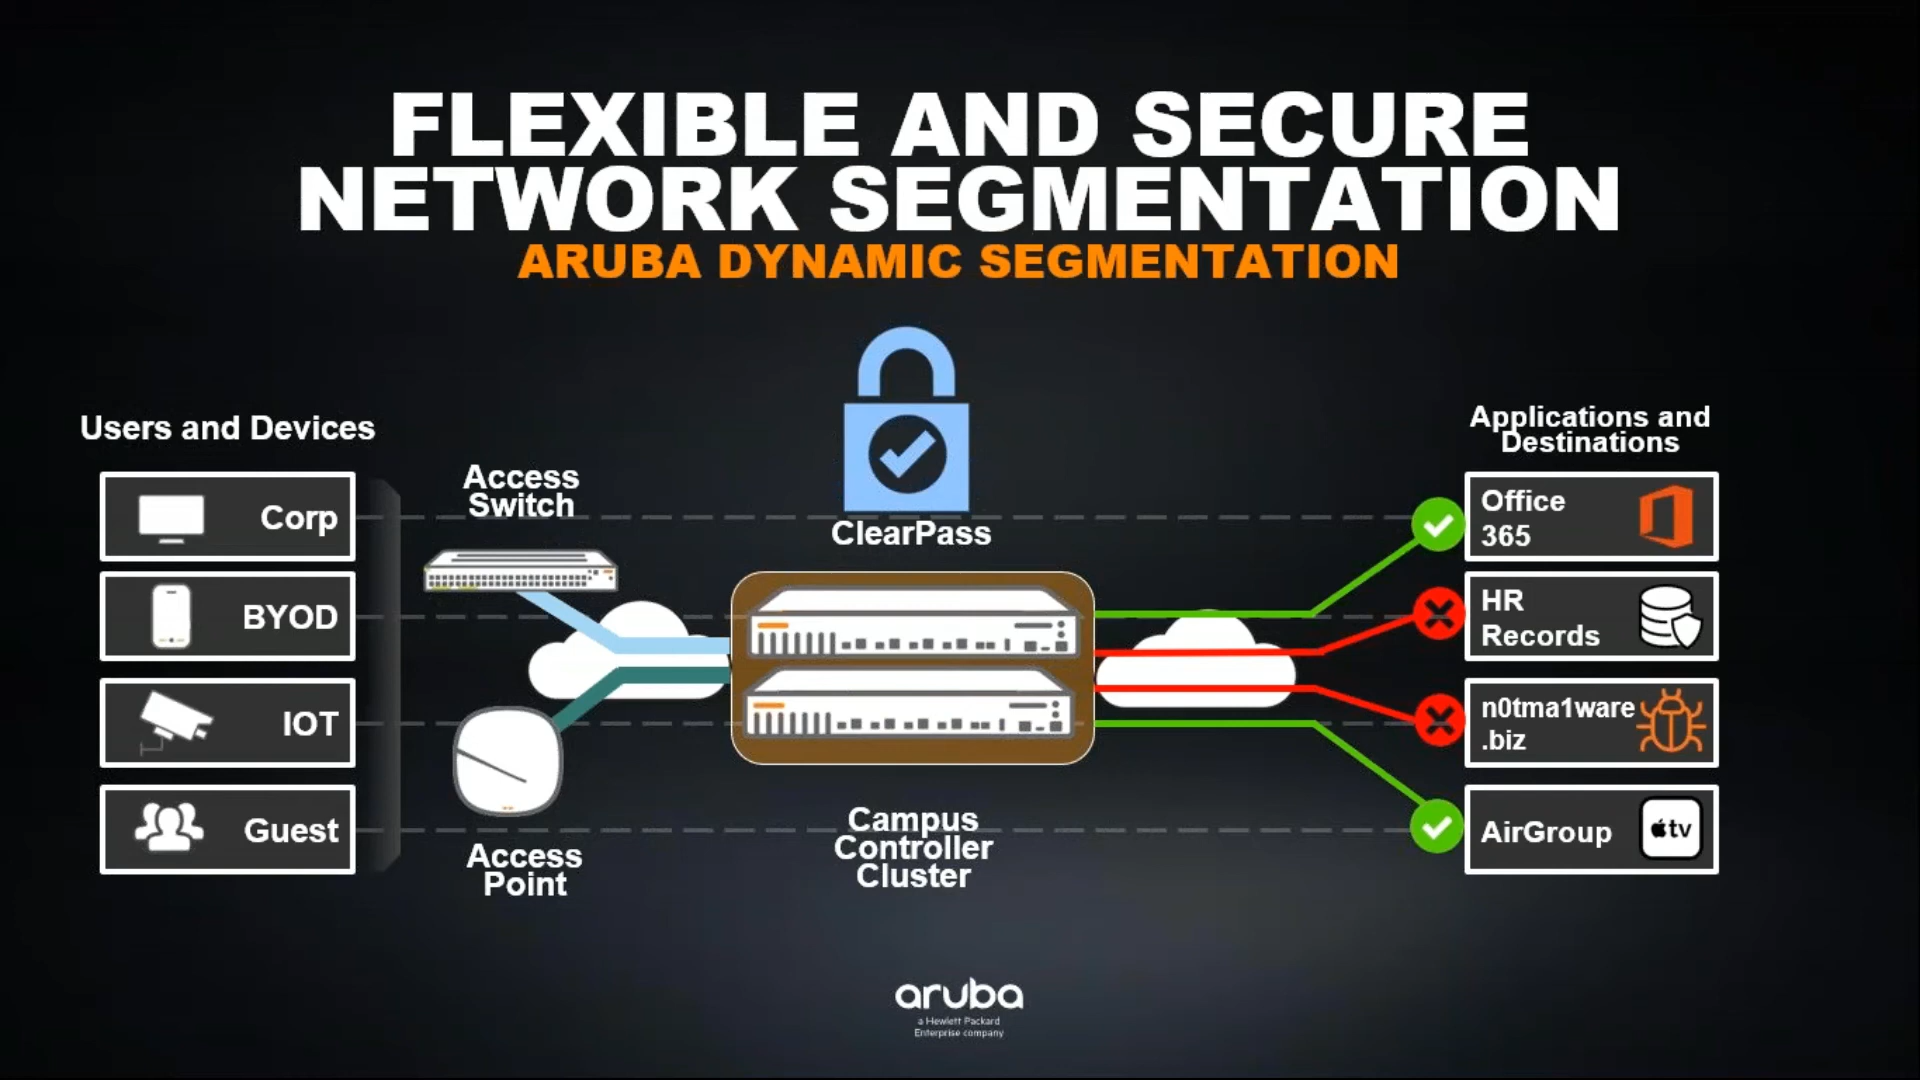 FLEXIBLE AND SECURE
NETWORK SEGMENTATION
ARUBA DYNAMIC SEGMENTATION
Users and Devices
Corp
BYOD
IOT
Guest
Access
Switch
Access
Point
ClearPass
Campus
Controller
Cluster
Applications and
Destinations
Office
365
HR
Records
n0tma1ware
.biz
AirGroup
tv
aruba
a Hewlett Packard
Enterprise company